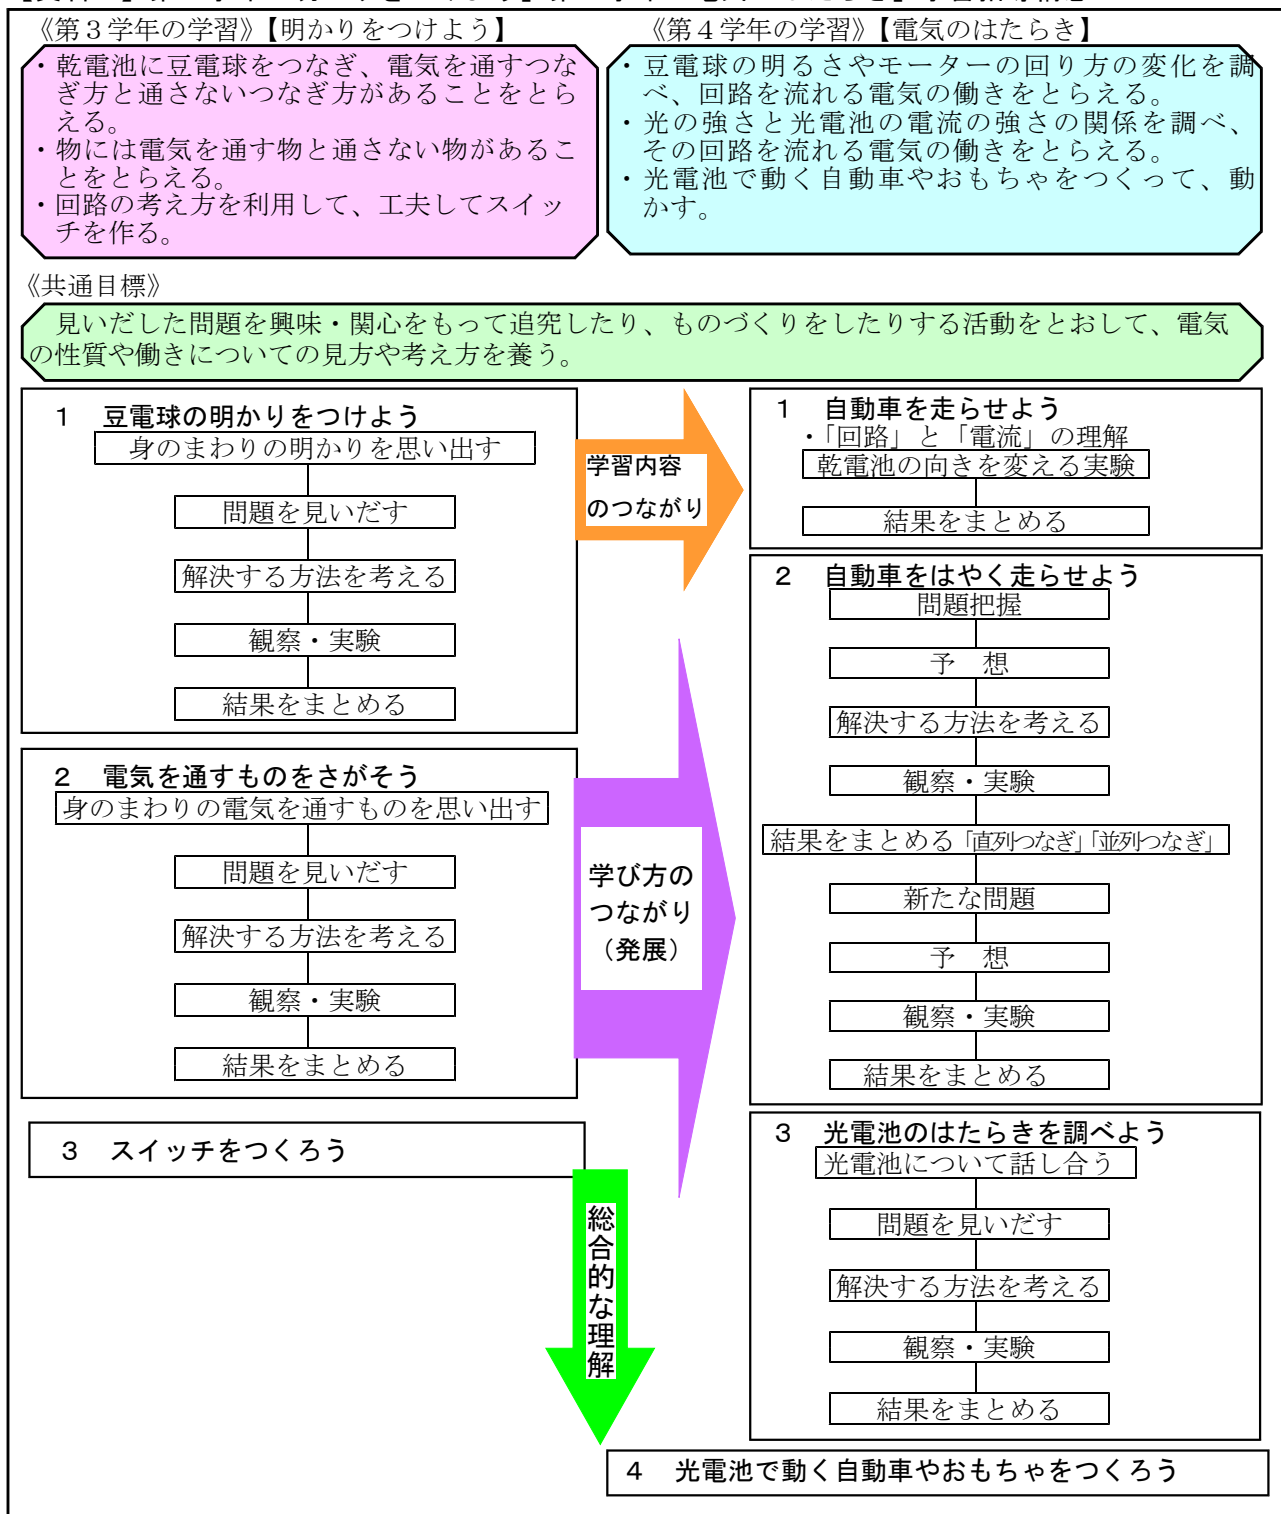 《第３学年の学習》【明かりをつけよう】
・乾電池に豆電球をつなぎ、電気を通すつな
ぎ方と通さないつなぎ方があることをとら
える。
・物には電気を通す物と通さない物があるこ
とをとらえる。
・回路の考え方を利用して、工夫してスイッ
チを作る。
《第４学年の学習》【電気のはたらき】
・豆電球の明るさやモーターの回り方の変化を調
べ、回路を流れる電気の働きをとらえる。
・光の強さと光電池の電流の強さの関係を調べ、
その回路を流れる電気の働きをとらえる。
・光電池で動く自動車やおもちゃをつくって、動
かす。
《共通目標》
見いだした問題を興味・関心をもって追究したり、ものづくりをしたりする活動をとおして、電気
の性質や働きについての見方や考え方を養う。
１　豆電球の明かりをつけよう
身のまわりの明かりを思い出す
問題を見いだす
解決する方法を考える
観察・実験
結果をまとめる
２　電気を通すものをさがそう
身のまわりの電気を通すものを思い出す
問題を見いだす
解決する方法を考える
観察・実験
結果をまとめる
３　スイッチをつくろう
学習内容
のつながり
学び方の
つながり
（発展）
総合的な理解
１　自動車を走らせよう
・「回路」と「電流」の理解
乾電池の向きを変える実験
結果をまとめる
２　自動車をはやく走らせよう
問題把握
予　想
解決する方法を考える
観察・実験
結果をまとめる「直列つなぎ」「並列つなぎ」
新たな問題
予　想
観察・実験
結果をまとめる
３　光電池のはたらきを調べよう
光電池について話し合う
問題を見いだす
解決する方法を考える
観察・実験
結果をまとめる
４　光電池で動く自動車やおもちゃをつくろう